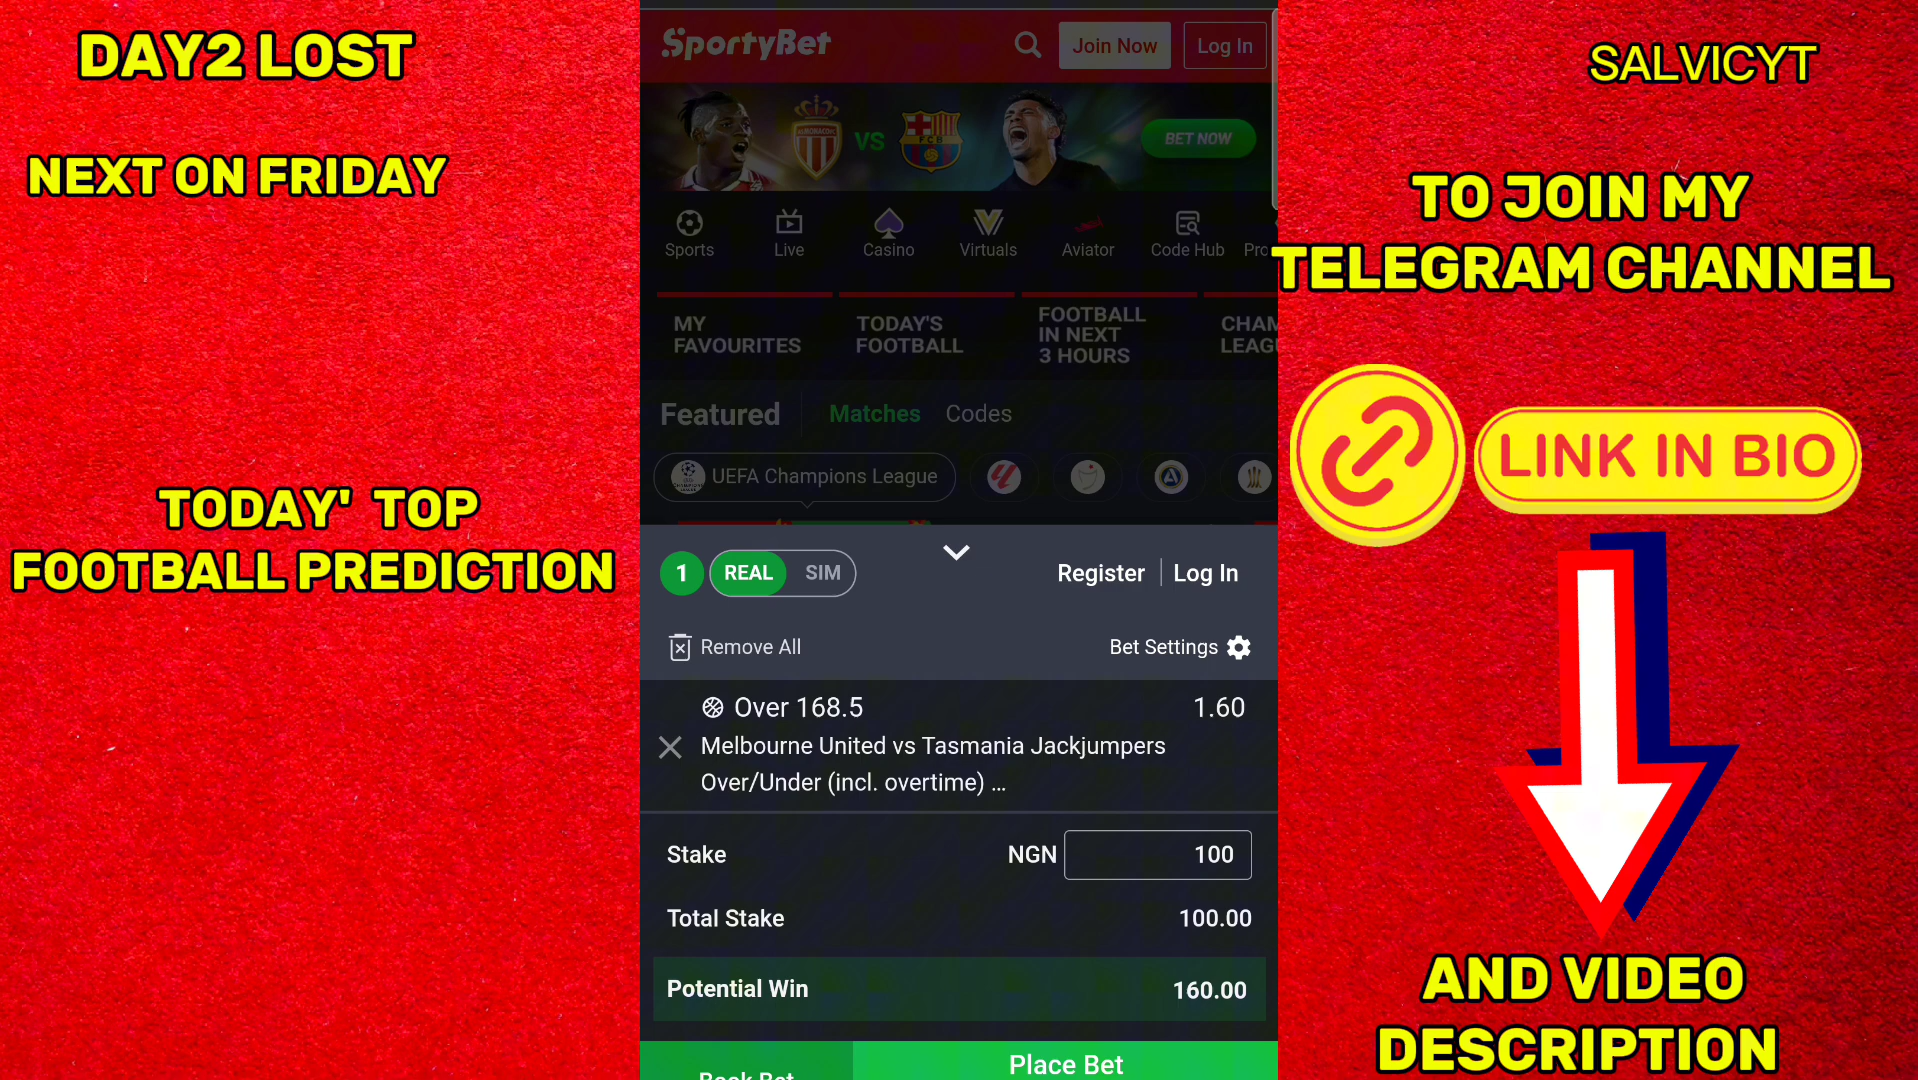 DAY2 LOST
NEXT ON FRIDAY
TODAY' TOP
FOOTBALL PREDICTION
SportyBet
Join Now
Log In
VS
BET NOW
Sports
Live
Casino
Virtuals
Aviator
Code Hub
MY
FAVOURITES
TODAY'S
FOOTBALL
FOOTBALL
IN NEXT
3 HOURS
Featured
Matches
Codes
UEFA Champions League
1
REAL
SIM
Register
Log In
Remove All
Bet Settings
Over 168.5
1.60
Melbourne United vs Tasmania Jackjumpers
Over/Under (incl. overtime) ...
Stake
NGN
100
Total Stake
100.00
Potential Win
160.00
Place Bet
SALVICYT
TO JOIN MY
TELEGRAM CHANNEL
LINK IN BIO
AND VIDEO
DESCRIPTION